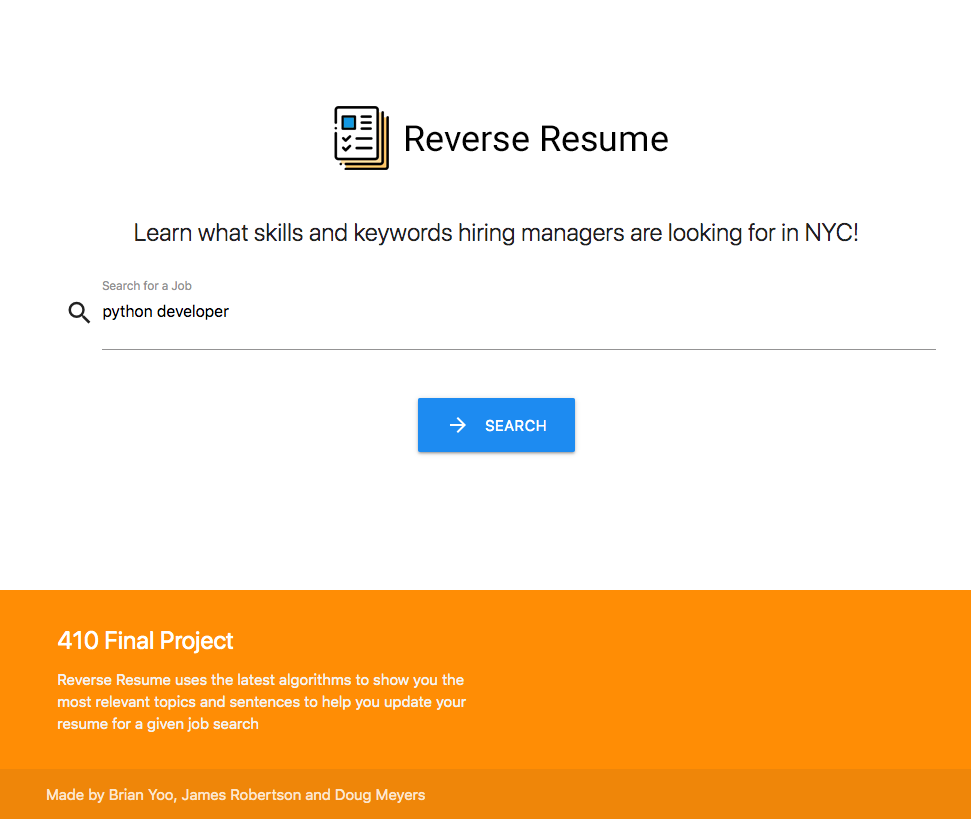 Reverse Resume
Learn what skills and keywords hiring managers are looking for in NYC!
Search for a Job
python developer
SEARCH
410 Final Project
Reverse Resume uses the latest algorithms to show you the
most relevant topics and sentences to help you update your
resume for a given job search
Made by Brian Yoo, James Robertson and Doug Meyers